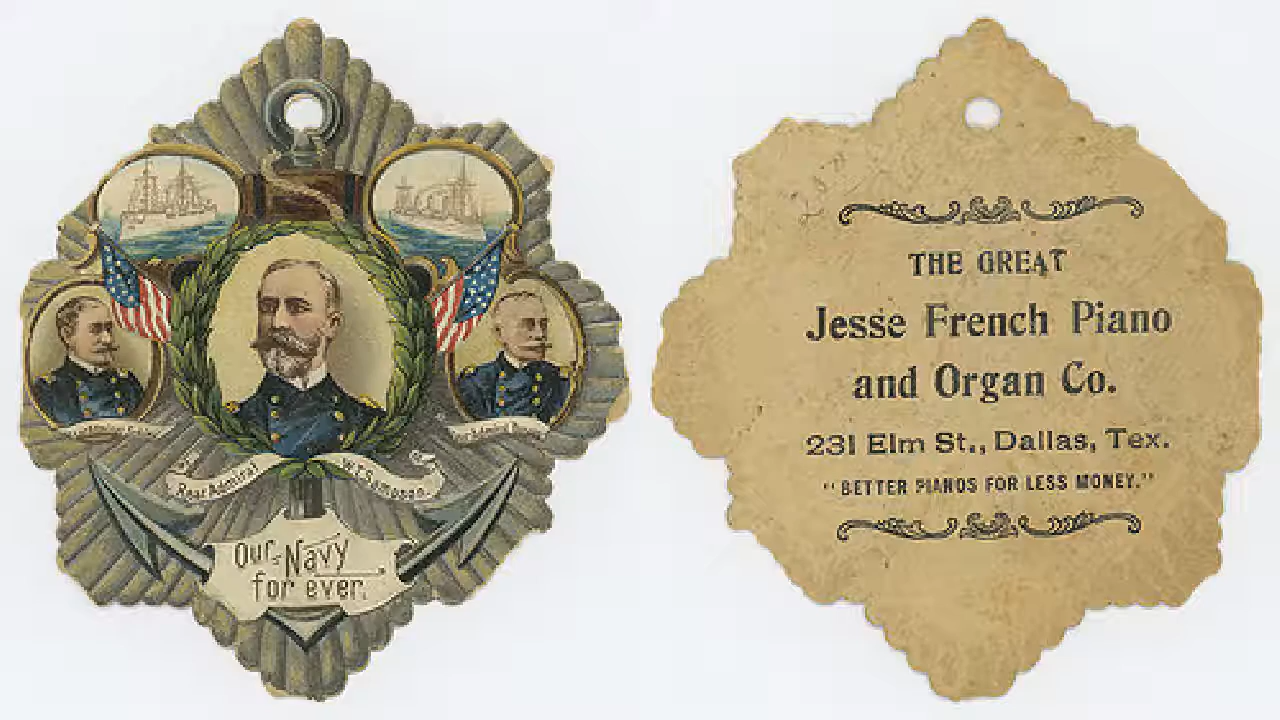 Rear Admiral W.T. Sampson.
Our Navy
for ever.
THE GREAT
Jesse French Piano
and Organ Co.
231 Elm St., Dallas, Tex.
"BETTER PIANOS FOR LESS MONEY."